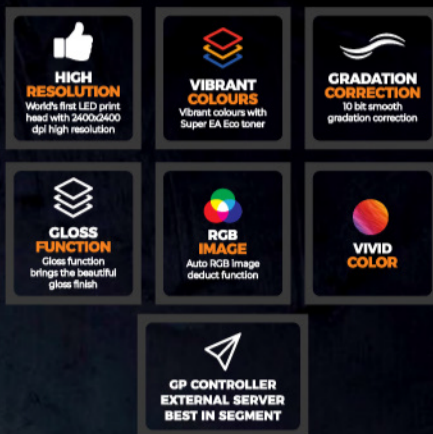 HIGH
RESOLUTION
World's first LED print
head with 2400x2400
dpi high resolution
VIBRANT
COLOURS
Vibrant colours with
Super EA Eco toner
GRADATION
CORRECTION
10 bit smooth
gradation correction
GLOSS
FUNCTION
Gloss function
brings the beautiful
gloss finish
RGB
IMAGE
Auto RGB image
deduct function
VIVID
COLOR
GP CONTROLLER
EXTERNAL SERVER
BEST IN SEGMENT